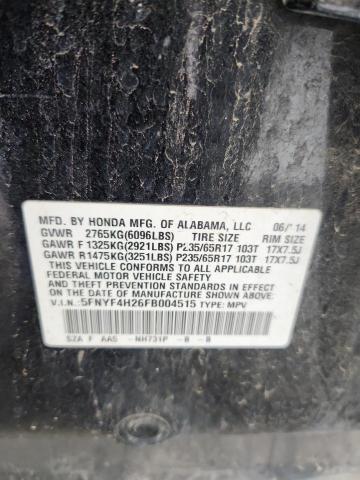 MFD. BY HONDA MFG. OF ALABAMA, LLC 06/'14
GVWR 2765KG(6096LBS) TIRE SIZE RIM SIZE
GAWR F 1325KG(2921LBS) P235/65R17 103T 17X7.5J
GAWR R1475KG(3251LBS) P235/65R17 103T 17X7.5J
THIS VEHICLE CONFORMS TO ALL APPLICABLE
FEDERAL MOTOR VEHICLE SAFETY AND THEFT
PREVENTION STANDARDS IN EFFECT ON THE
DATE OF MANUFACTURE SHOWN ABOVE.
V.I.N.: 5FNYF4H26FB004515 TYPE: MPV
SZA F AA5 -NH731P -B -B